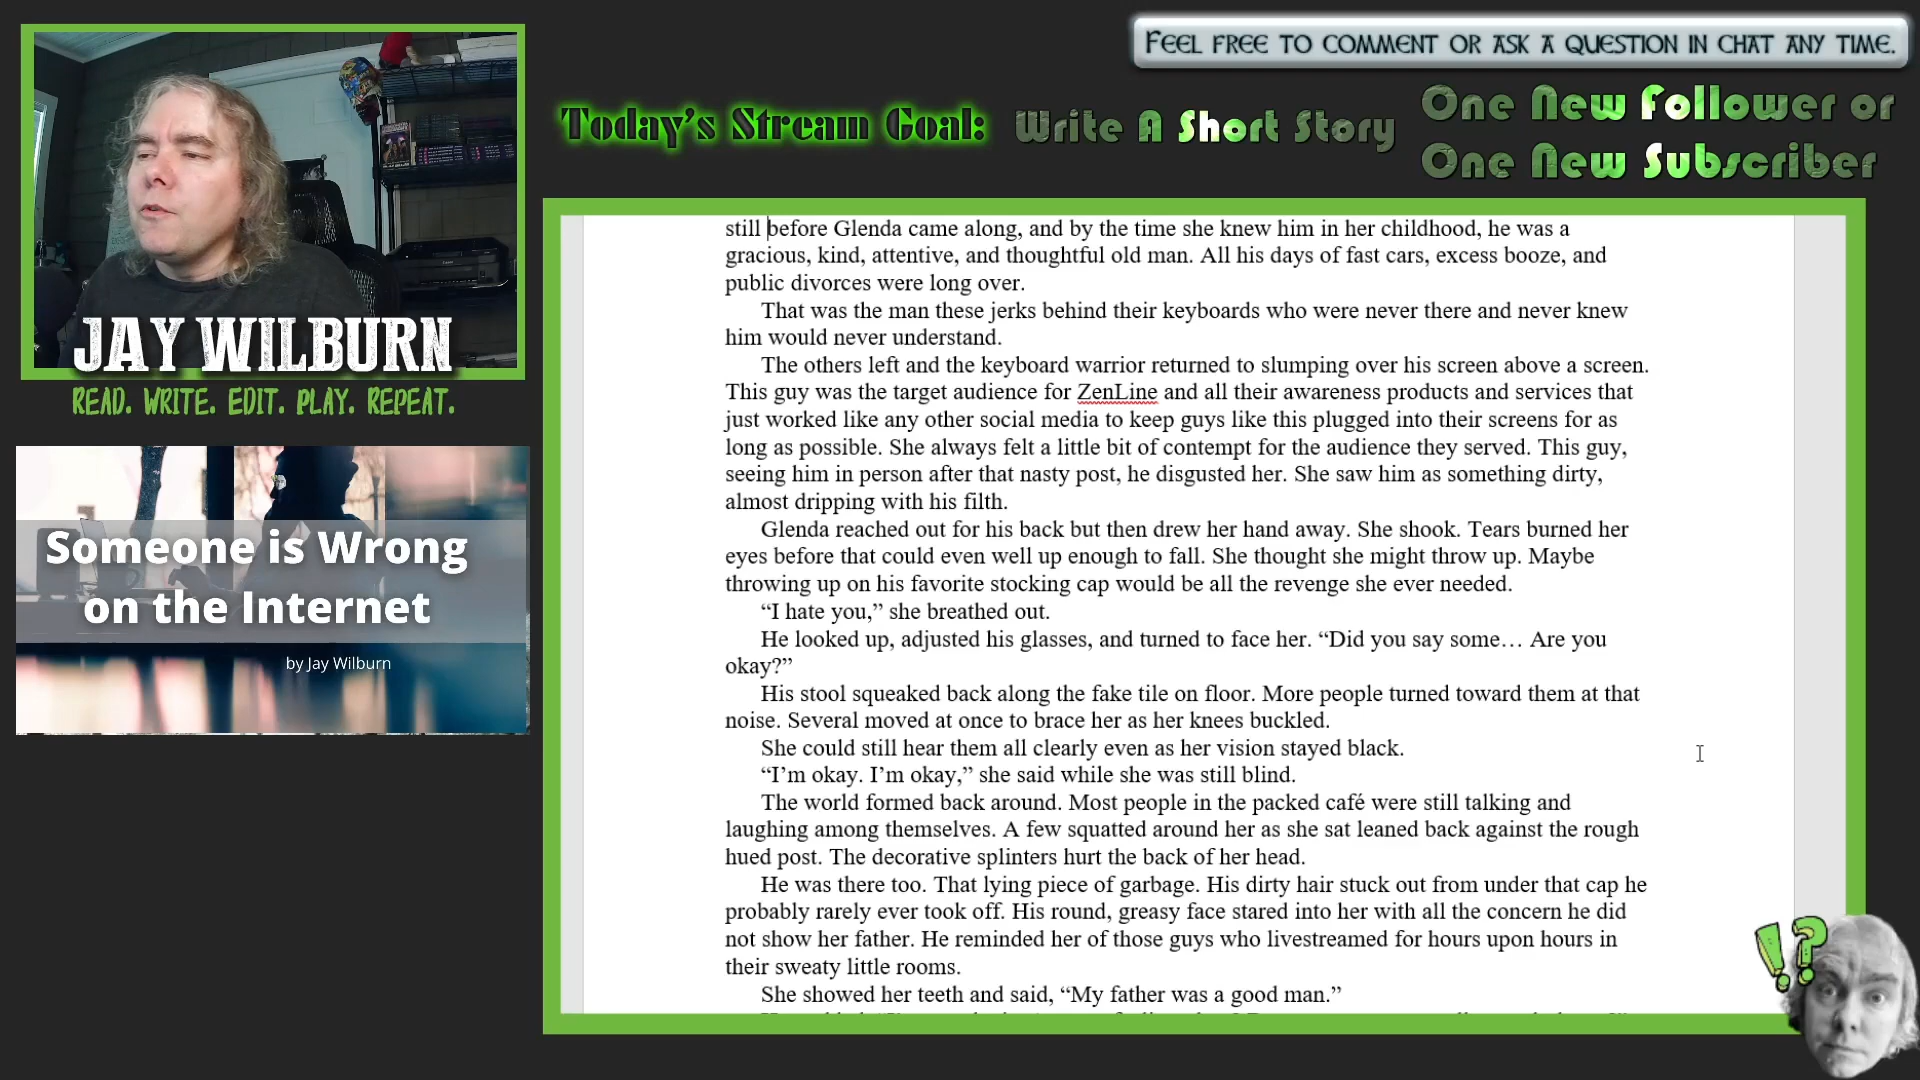 FEEL FREE TO COMMENT OR ASK A QUESTION IN CHAT ANY TIME.
Today's Stream Goal:
Write A Short Story
One New Follower or
One New Subscriber
JAY WILBURN
READ. WRITE. EDIT. PLAY. REPEAT.
Someone is Wrong
on the Internet
by Jay Wilburn
still before Glenda came along, and by the time she knew him in her childhood, he was a
gracious, kind, attentive, and thoughtful old man. All his days of fast cars, excess booze, and
public divorces were long over.
That was the man these jerks behind their keyboards who were never there and never knew
him would never understand.
The others left and the keyboard warrior returned to slumping over his screen above a screen.
This guy was the target audience for ZenLine and all their awareness products and services that
just worked like any other social media to keep guys like this plugged into their screens for as
long as possible. She always felt a little bit of contempt for the audience they served. This guy,
seeing him in person after that nasty post, he disgusted her. She saw him as something dirty,
almost dripping with his filth.
Glenda reached out for his back but then drew her hand away. She shook. Tears burned her
eyes before that could even well up enough to fall. She thought she might throw up. Maybe
throwing up on his favorite stocking cap would be all the revenge she ever needed.
“I hate you,” she breathed out.
He looked up, adjusted his glasses, and turned to face her. “Did you say some… Are you
okay?”
His stool squeaked back along the fake tile on floor. More people turned toward them at that
noise. Several moved at once to brace her as her knees buckled.
She could still hear them all clearly even as her vision stayed black.
“I’m okay. I’m okay,” she said while she was still blind.
The world formed back around. Most people in the packed café were still talking and
laughing among themselves. A few squatted around her as she sat leaned back against the rough
hued post. The decorative splinters hurt the back of her head.
He was there too. That lying piece of garbage. His dirty hair stuck out from under that cap he
probably rarely ever took off. His round, greasy face stared into her with all the concern he did
not show her father. He reminded her of those guys who livestreamed for hours upon hours in
their sweaty little rooms.
She showed her teeth and said, “My father was a good man.”
!?